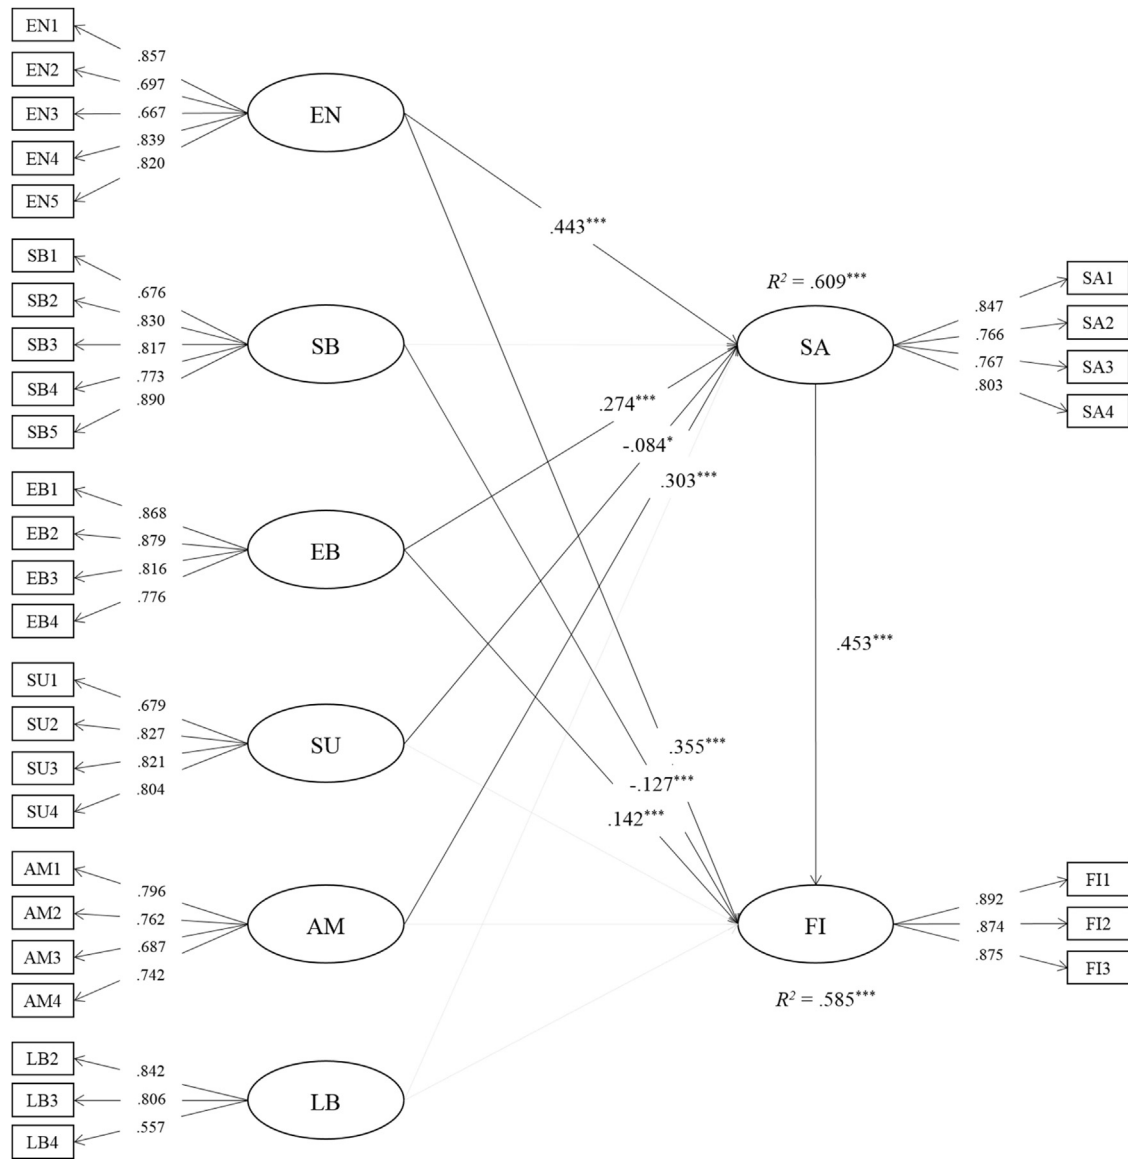 EN1
EN2
EN3
EN4
EN5
.857
.697
.667
.839
.820
EN
SB1
SB2
SB3
SB4
SB5
.676
.830
.817
.773
.890
SB
EB1
EB2
EB3
EB4
.868
.879
.816
.776
EB
SU1
SU2
SU3
SU4
.679
.827
.821
.804
SU
AM1
AM2
AM3
AM4
.796
.762
.687
.742
AM
LB2
LB3
LB4
.842
.806
.557
LB
.443***
.274***
-.084*
.303***
.355***
-.127***
.142***
R² = .609***
SA
.847
.766
.767
.803
SA1
SA2
SA3
SA4
.453***
FI
R² = .585***
.892
.874
.875
FI1
FI2
FI3